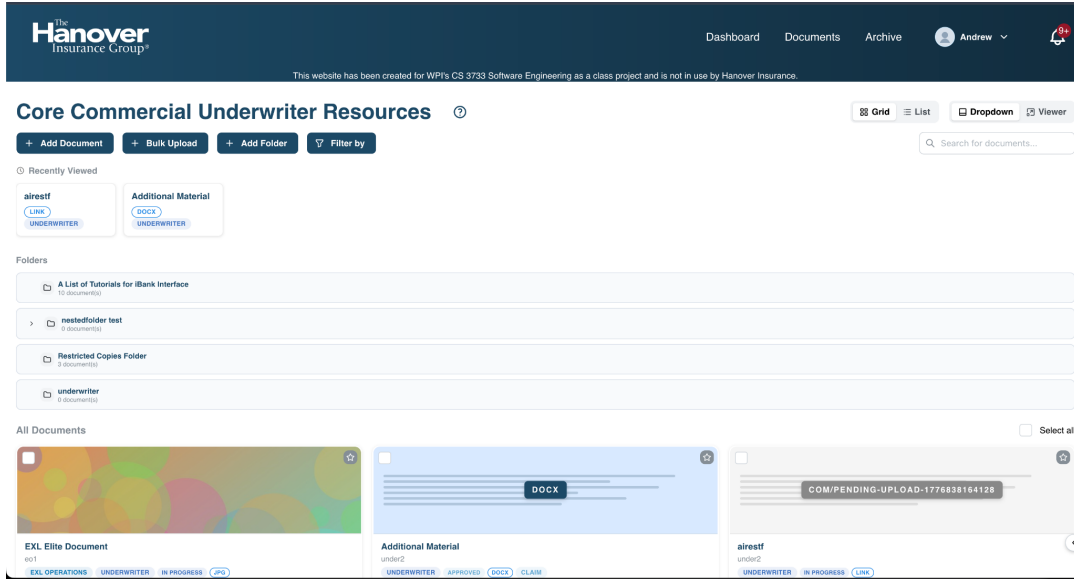 The
Hanover
Insurance Group®
Dashboard Documents Archive Andrew 9+
This website has been created for WPI's CS 3733 Software Engineering as a class project and is not in use by Hanover Insurance.
Core Commercial Underwriter Resources
Grid List Dropdown Viewer
+ Add Document + Bulk Upload + Add Folder Filter by
Search for documents...
Recently Viewed
airestf Additional Material
LINK DOCX
UNDERWRITER UNDERWRITER
Folders
A List of Tutorials for iBank Interface
10 document(s)
nestedfolder test
0 document(s)
Restricted Copies Folder
3 document(s)
underwriter
0 document(s)
All Documents Select all
DOCX COM/PENDING-UPLOAD-1776838164128
EXL Elite Document Additional Material airestf
eo1 under2 under2
EXL OPERATIONS UNDERWRITER IN PROGRESS JPG UNDERWRITER APPROVED DOCX CLAIM UNDERWRITER IN PROGRESS LINK